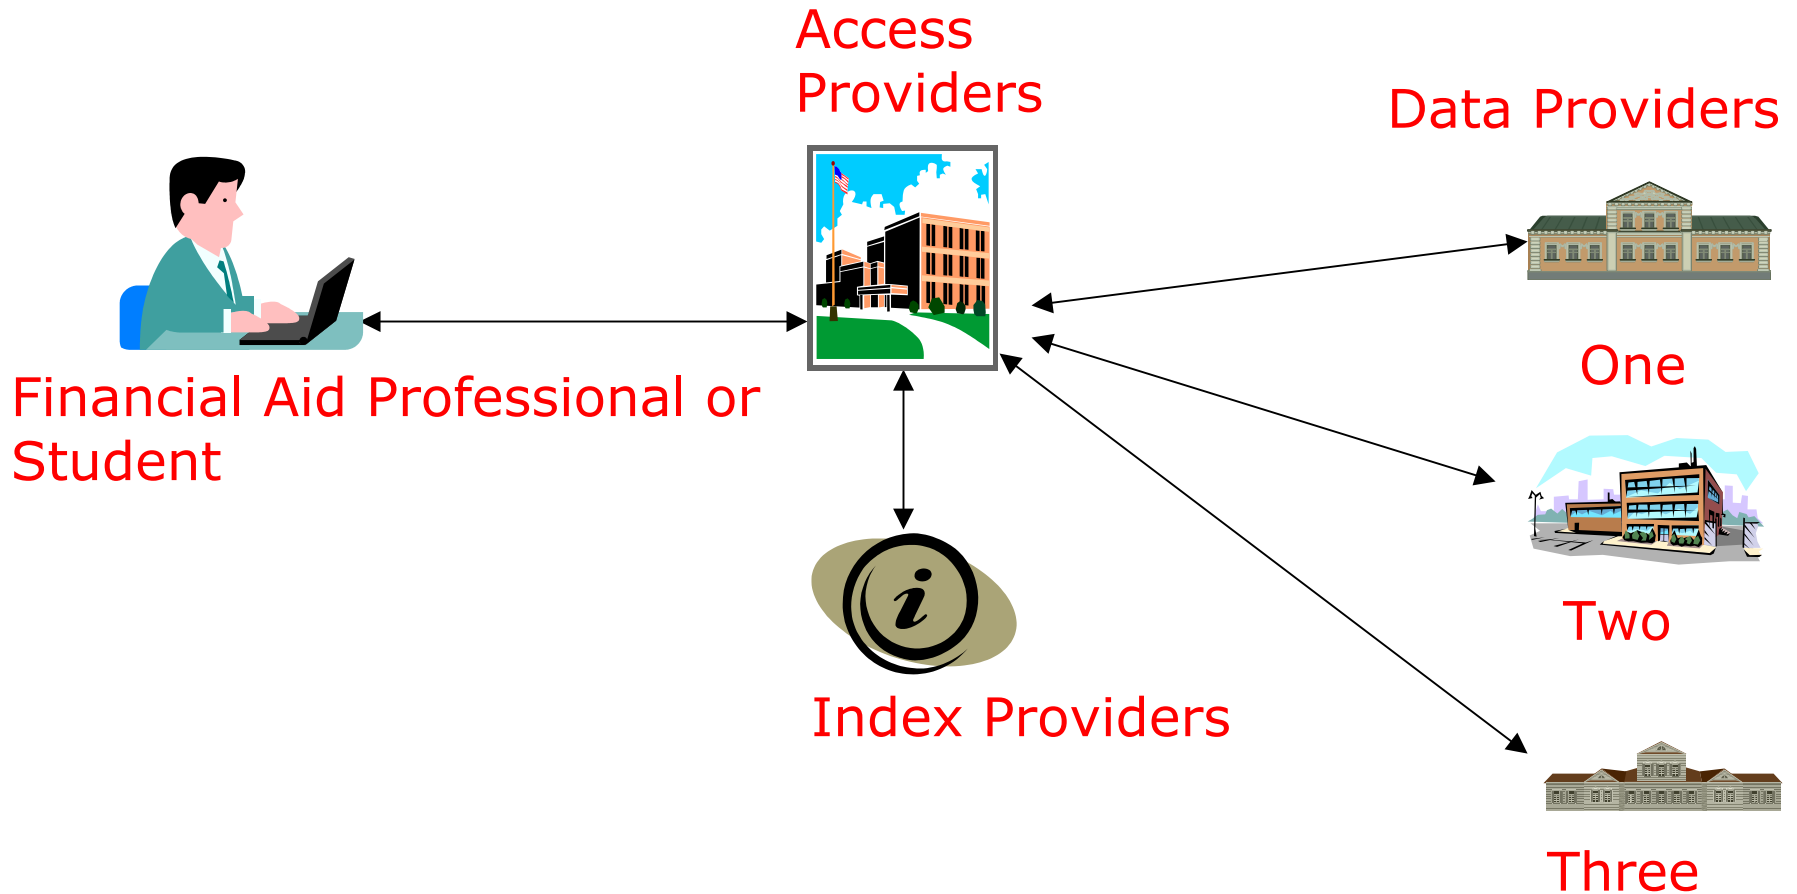 Access
Providers
Data Providers
One
Financial Aid Professional or
Student
Two
Index Providers
Three